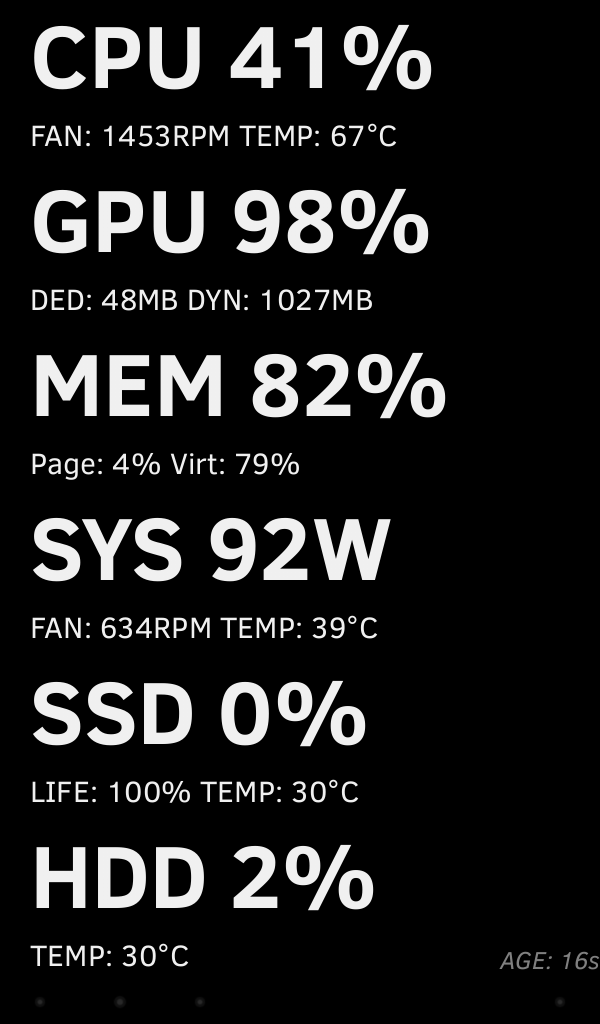 CPU 41%
FAN: 1453RPM TEMP: 67°C
GPU 98%
DED: 48MB DYN: 1027MB
MEM 82%
Page: 4% Virt: 79%
SYS 92W
FAN: 634RPM TEMP: 39°C
SSD 0%
LIFE: 100% TEMP: 30°C
HDD 2%
TEMP: 30°C
AGE: 16s